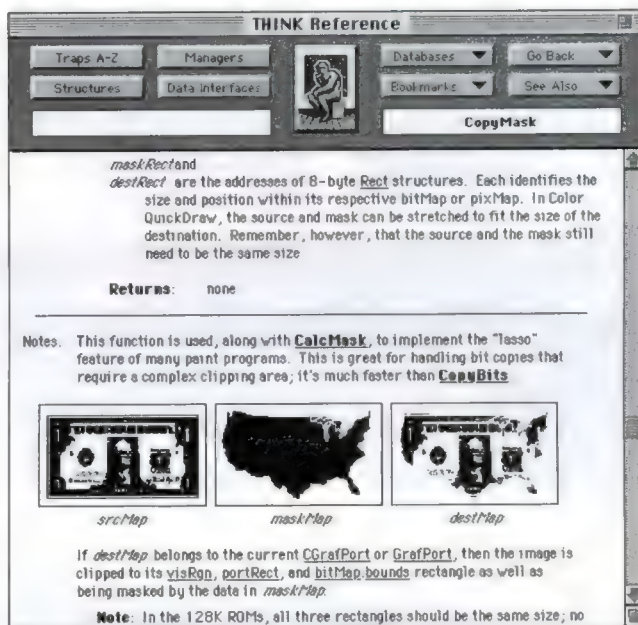 THINK Reference
Traps A-Z Managers Databases Go Back
Structures Data Interfaces Bookmarks See Also
CopyMask
maskRectand
destRect are the addresses of 8-byte Rect structures. Each identifies the
size and position within its respective bitMap or pixMap. In Color
QuickDraw, the source and mask can be stretched to fit the size of the
destination. Remember, however, that the source and the mask still
need to be the same size
Returns: none
Notes. This function is used, along with CalcMask, to implement the "lasso"
feature of many paint programs. This is great for handling bit copies that
require a complex clipping area; it's much faster than CopyBits
srcMap maskMap destMap
If destMap belongs to the current CGrafPort or GrafPort, then the image is
clipped to its visRgn, portRect, and bitMap.bounds rectangle as well as
being masked by the data in maskMap.
Note: In the 128K ROMs, all three rectangles should be the same size; no